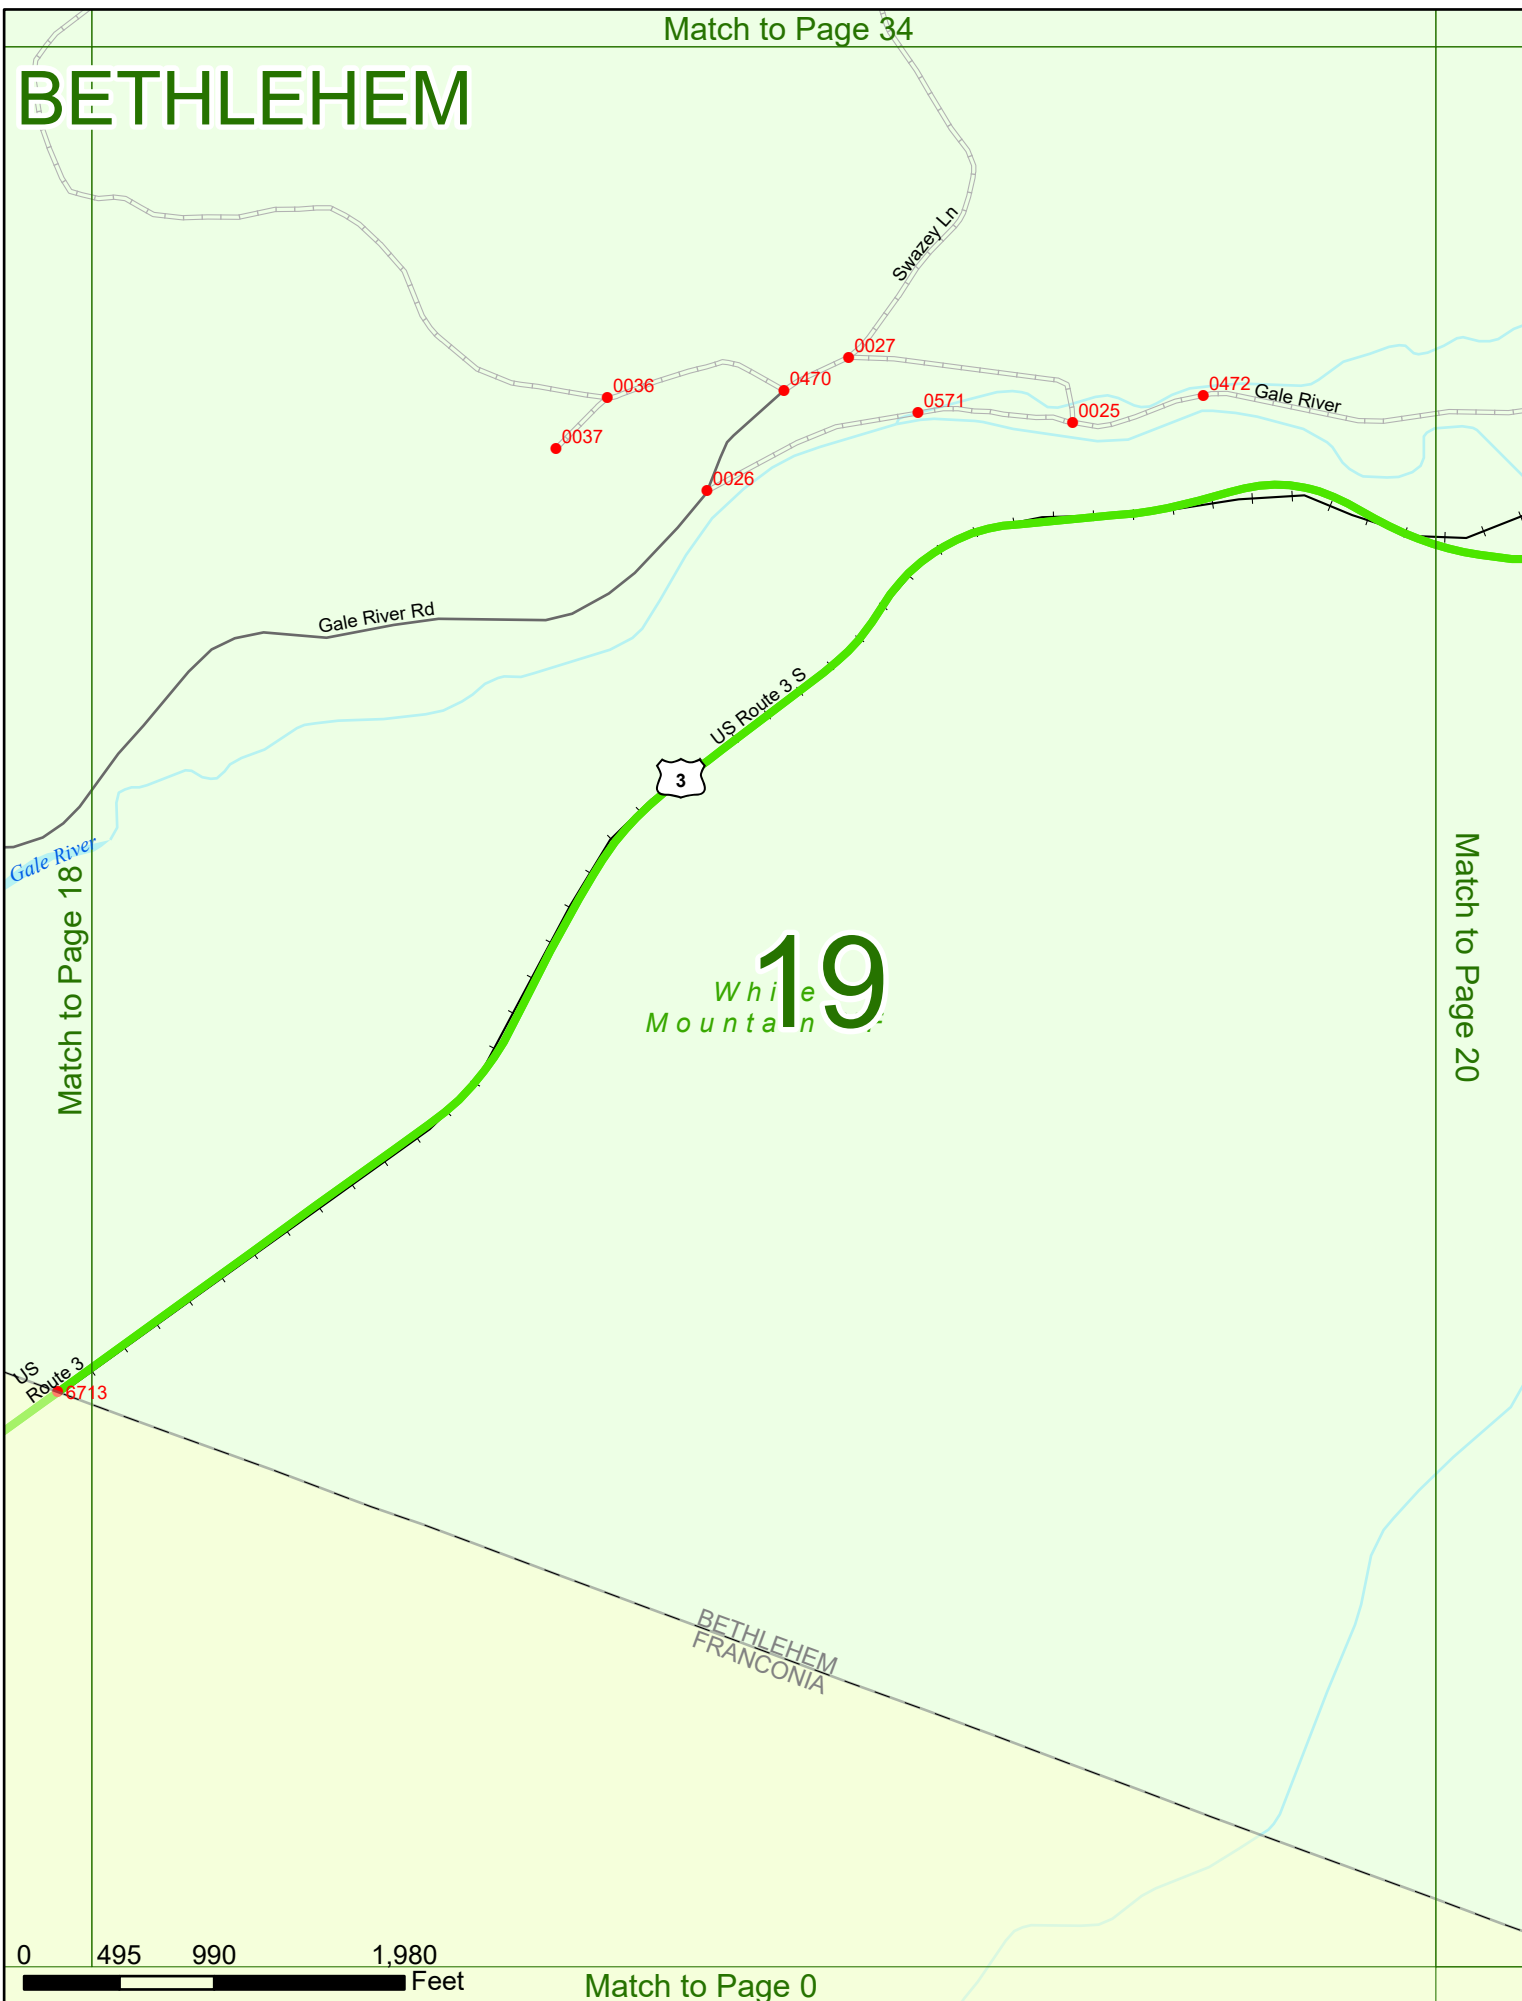 Match to Page 34
BETHLEHEM
Swazey Ln
0027
0036
0470
0472
Gale River
0571
0025
0037
0026
Gale River Rd
US Route 3 S
3
Gale River
Match to Page 18
Match to Page 20
19
Mounta n
US
Route 3
6713
BETHLEHEM
FRANCONIA
0 495 990 1,980
Feet
Match to Page 0